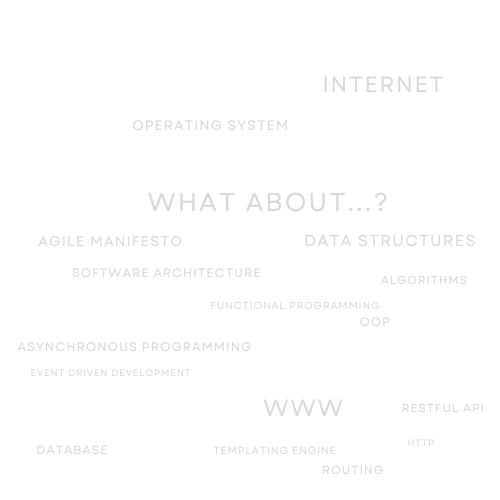 INTERNET
OPERATING SYSTEM
WHAT ABOUT...?
AGILE MANIFESTO
DATA STRUCTURES
SOFTWARE ARCHITECTURE
ALGORITHMS
FUNCTIONAL PROGRAMMING
OOP
ASYNCHRONOUS PROGRAMMING
EVENT DRIVEN DEVELOPMENT
WWW
RESTFUL API
HTTP
DATABASE
TEMPLATING ENGINE
ROUTING